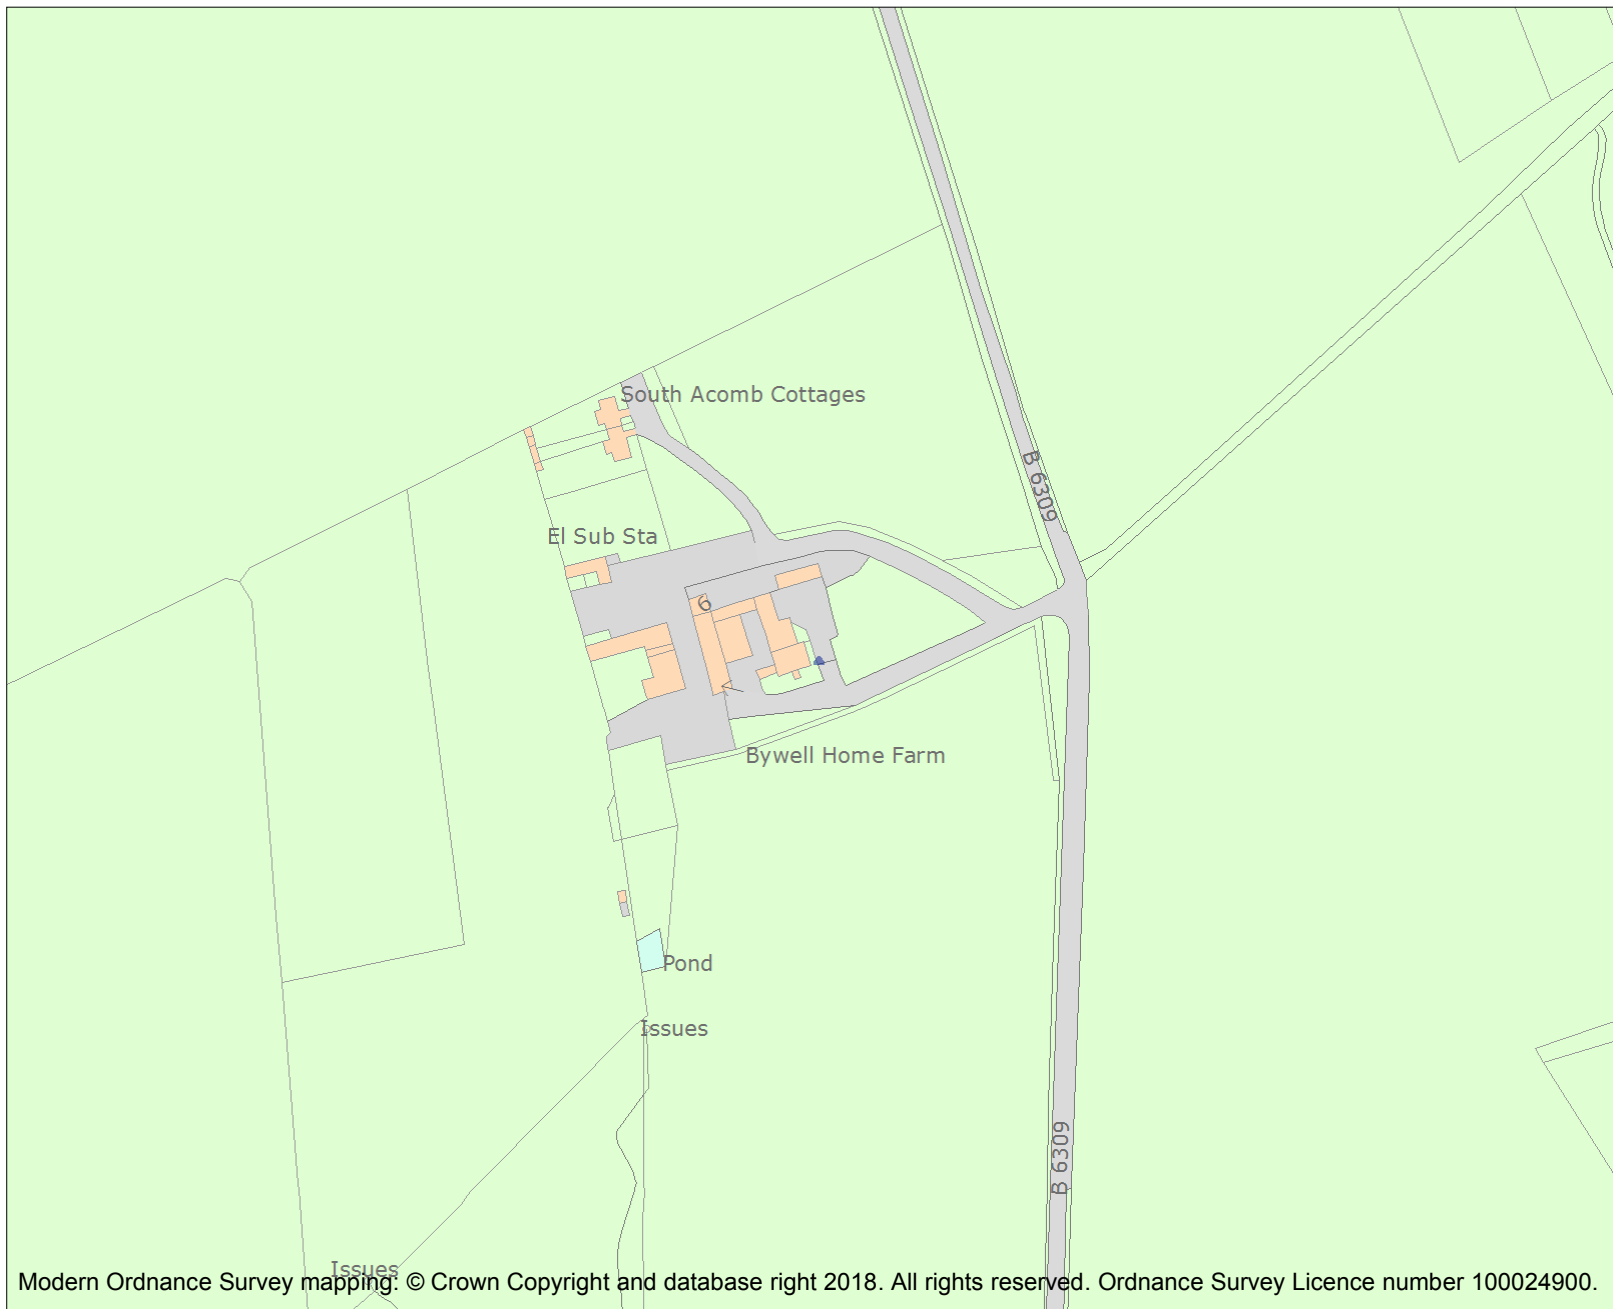 South Acomb Cottages
B 6309
El Sub Sta
6
1
Bywell Home Farm
Pond
Issues
B 6309
Issues
Modern Ordnance Survey mapping: © Crown Copyright and database right 2018. All rights reserved. Ordnance Survey Licence number 100024900.